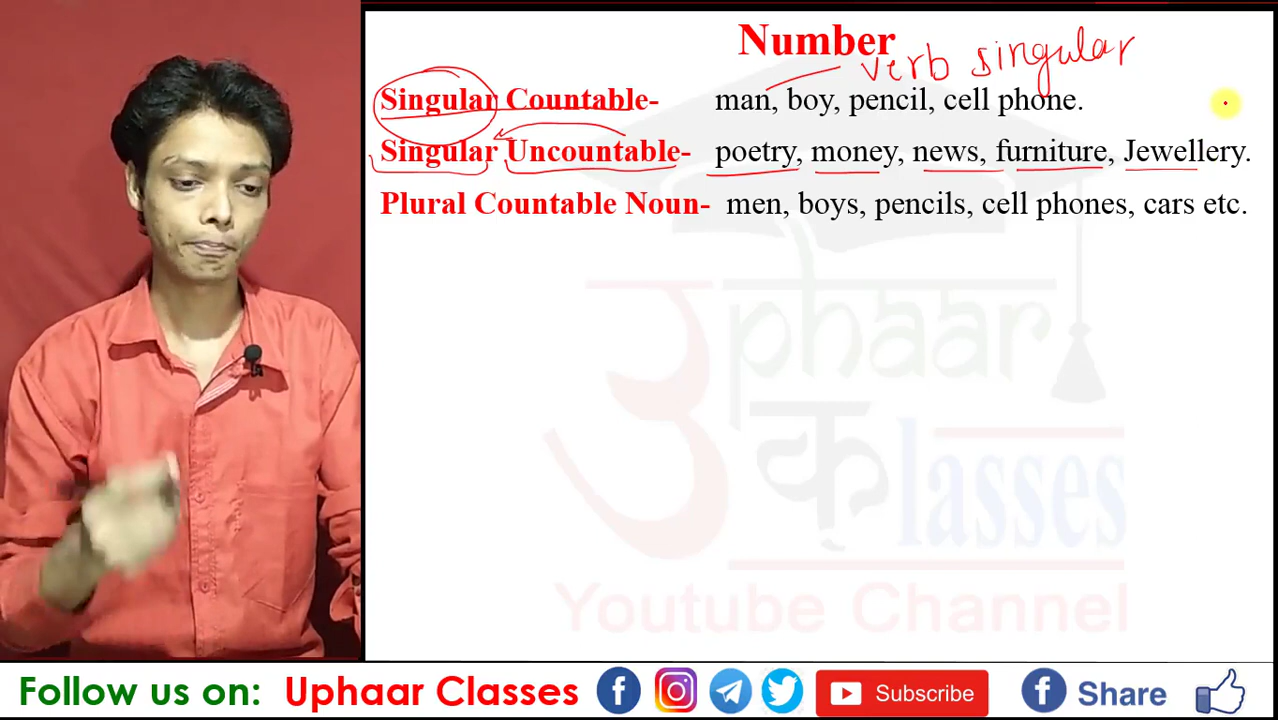 Number
verb singular
Singular Countable- man, boy, pencil, cell phone.
Singular Uncountable- poetry, money, news, furniture, Jewellery.
Plural Countable Noun- men, boys, pencils, cell phones, cars etc.
uphaar
क lasses
Youtube Channel
Follow us on: Uphaar Classes Subscribe Share